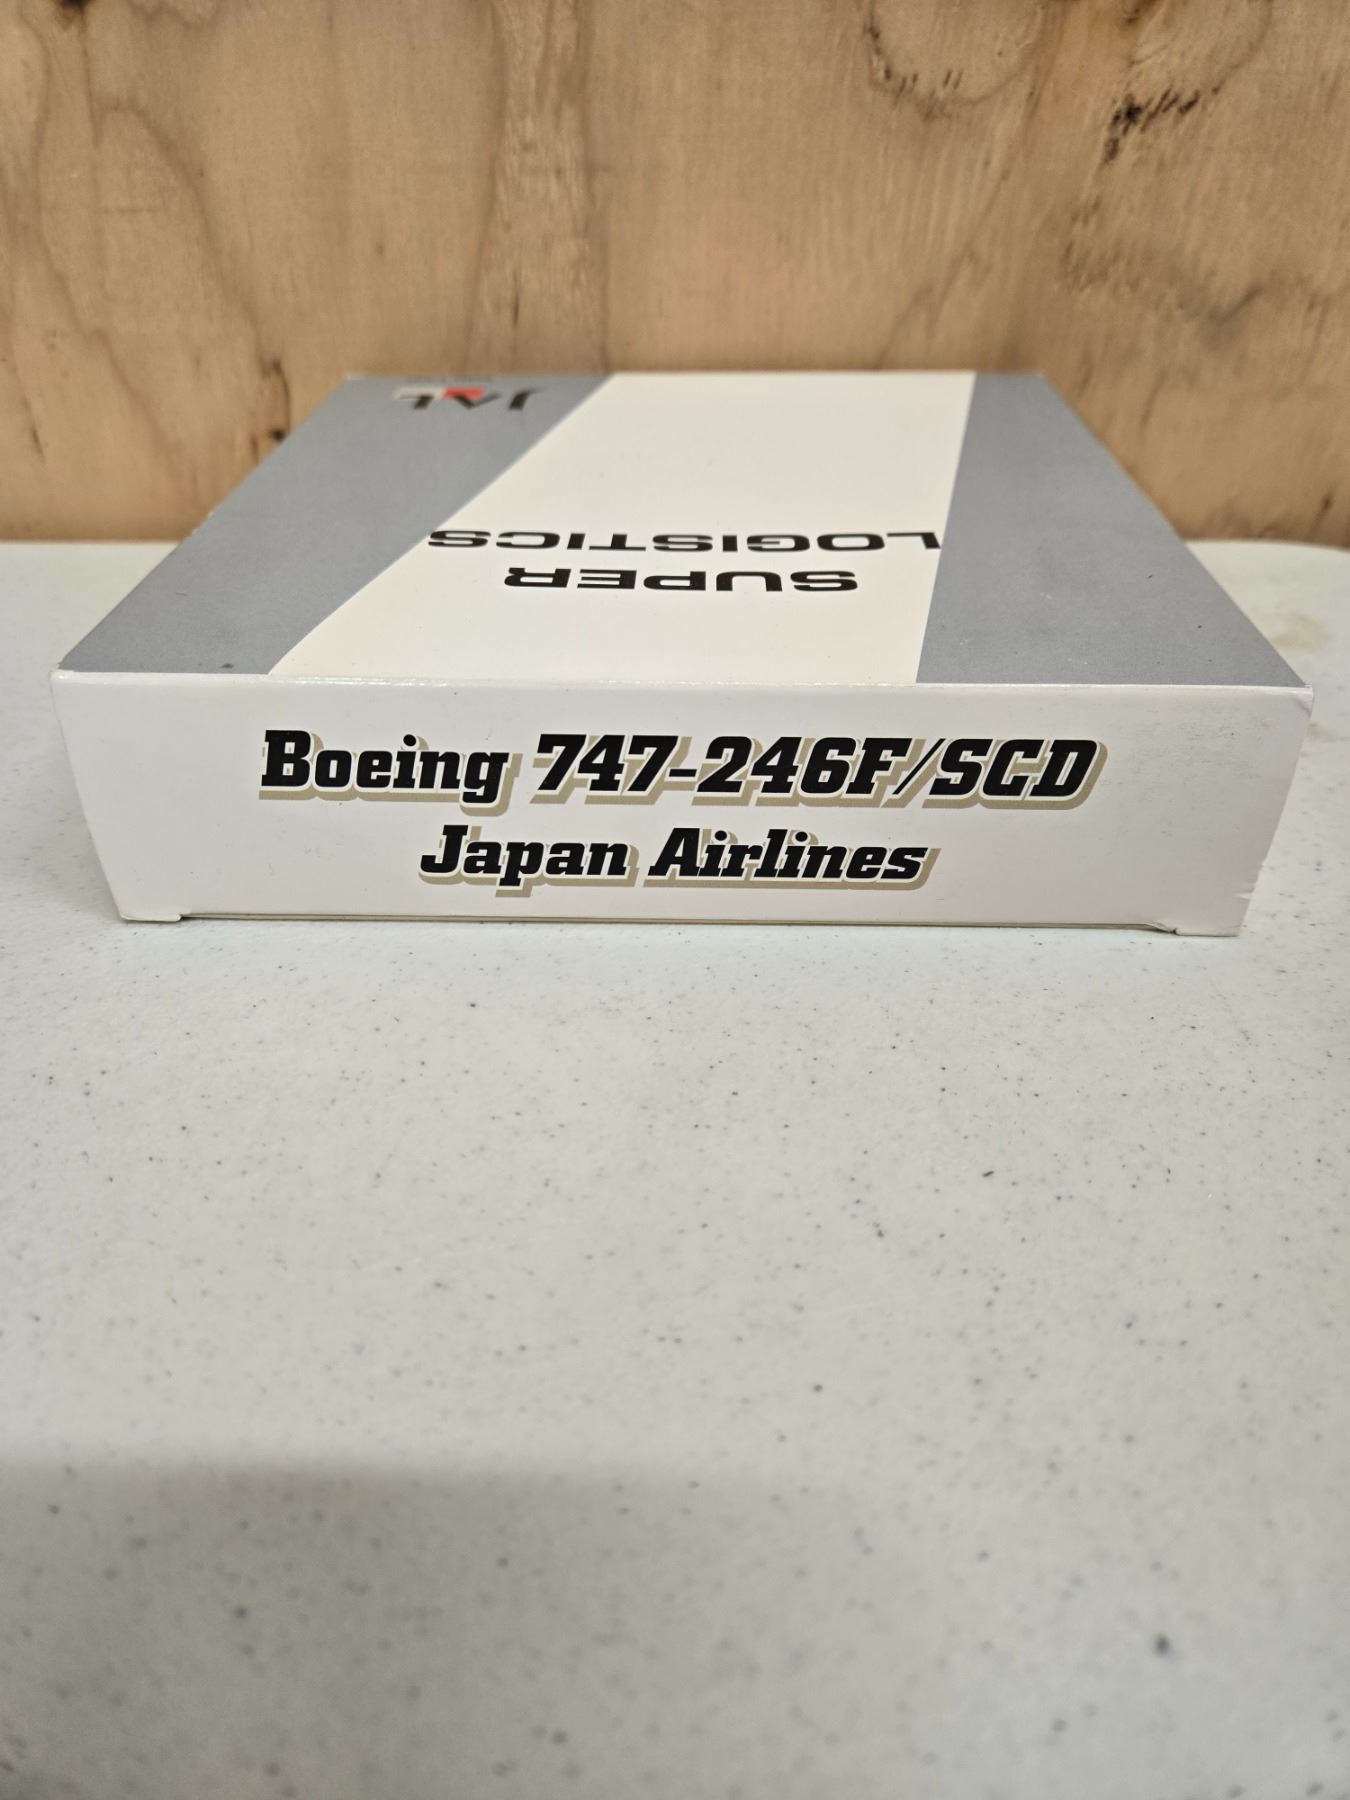 JAL
SUPER
LOGISTICS
Boeing 747-246F/SCD
Japan Airlines